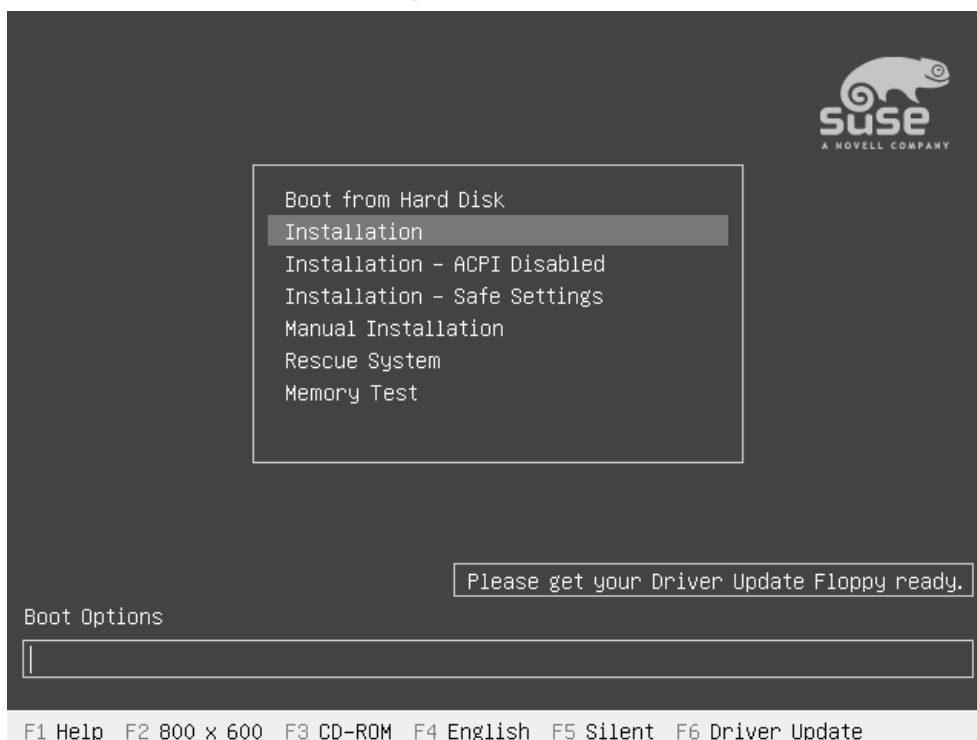 SUSE
A NOVELL COMPANY
Boot from Hard Disk
Installation
Installation - ACPI Disabled
Installation - Safe Settings
Manual Installation
Rescue System
Memory Test
Please get your Driver Update Floppy ready.
Boot Options
F1 Help F2 800 x 600 F3 CD-ROM F4 English F5 Silent F6 Driver Update